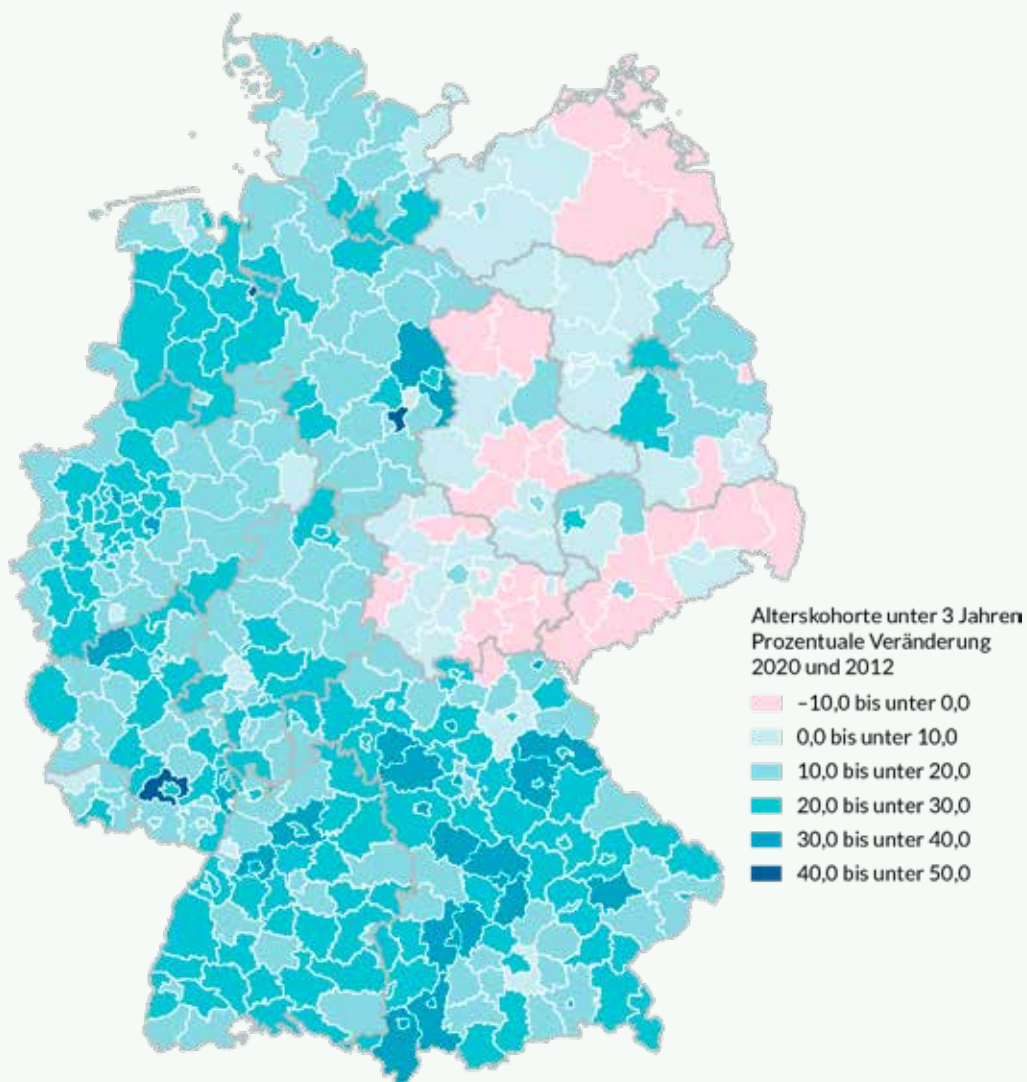 Alterskohorte unter 3 Jahren
Prozentuale Veränderung
2020 und 2012
–10,0 bis unter 0,0
0,0 bis unter 10,0
10,0 bis unter 20,0
20,0 bis unter 30,0
30,0 bis unter 40,0
40,0 bis unter 50,0